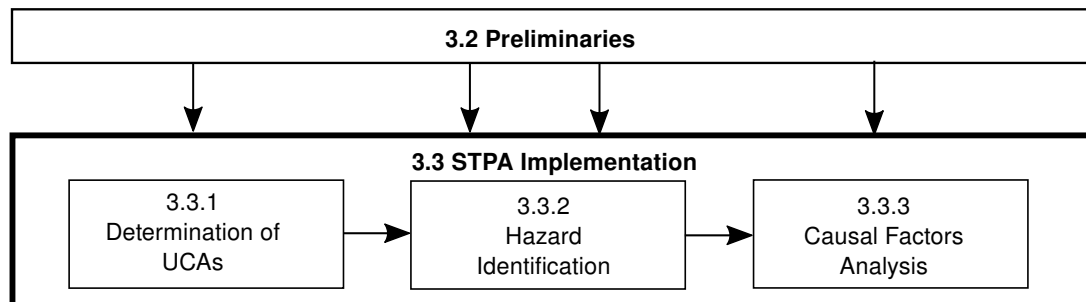 3.2 Preliminaries
3.3 STPA Implementation
3.3.1
Determination of
UCAs
3.3.2
Hazard
Identification
3.3.3
Causal Factors
Analysis